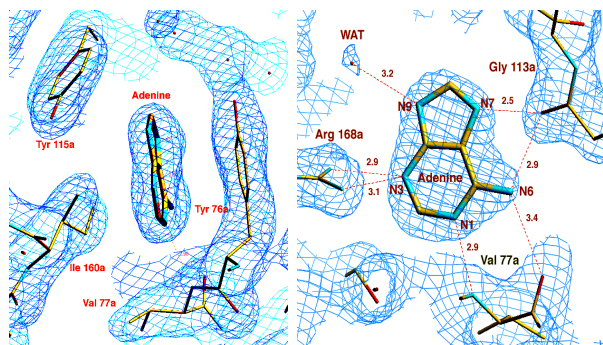 Adenine
Tyr 115a
Tyr 76a
Ile 160a
Val 77a
WAT
Gly 113a
3.2
N9
N7
2.5
Arg 168a
2.9
2.9
N3
Adenine
N6
3.1
N1
3.4
2.9
Val 77a